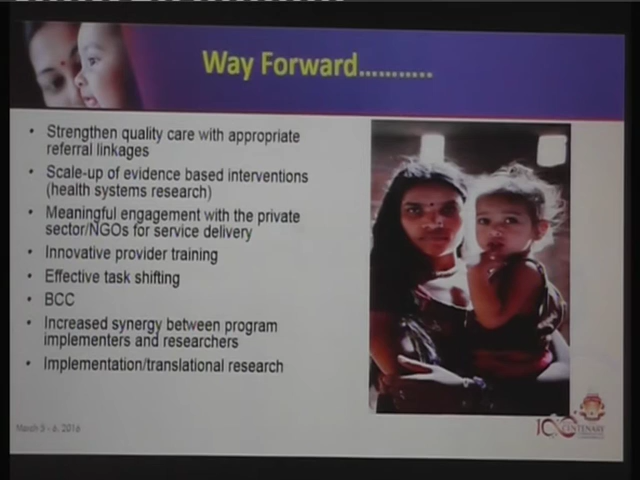 Way Forward...........
• Strengthen quality care with appropriate
referral linkages
• Scale-up of evidence based interventions
(health systems research)
• Meaningful engagement with the private
sector/NGOs for service delivery
• Innovative provider training
• Effective task shifting
• BCC
• Increased synergy between program
implementers and researchers
• Implementation/translational research
March 3 - 6, 2016
100
CENTENARY